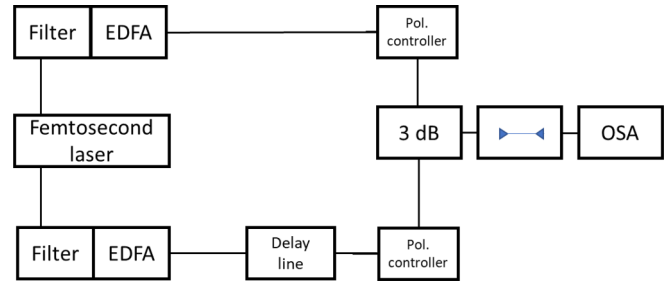 Filter
EDFA
Pol.
controller
Femtosecond
laser
3 dB
OSA
Filter
EDFA
Delay
line
Pol.
controller